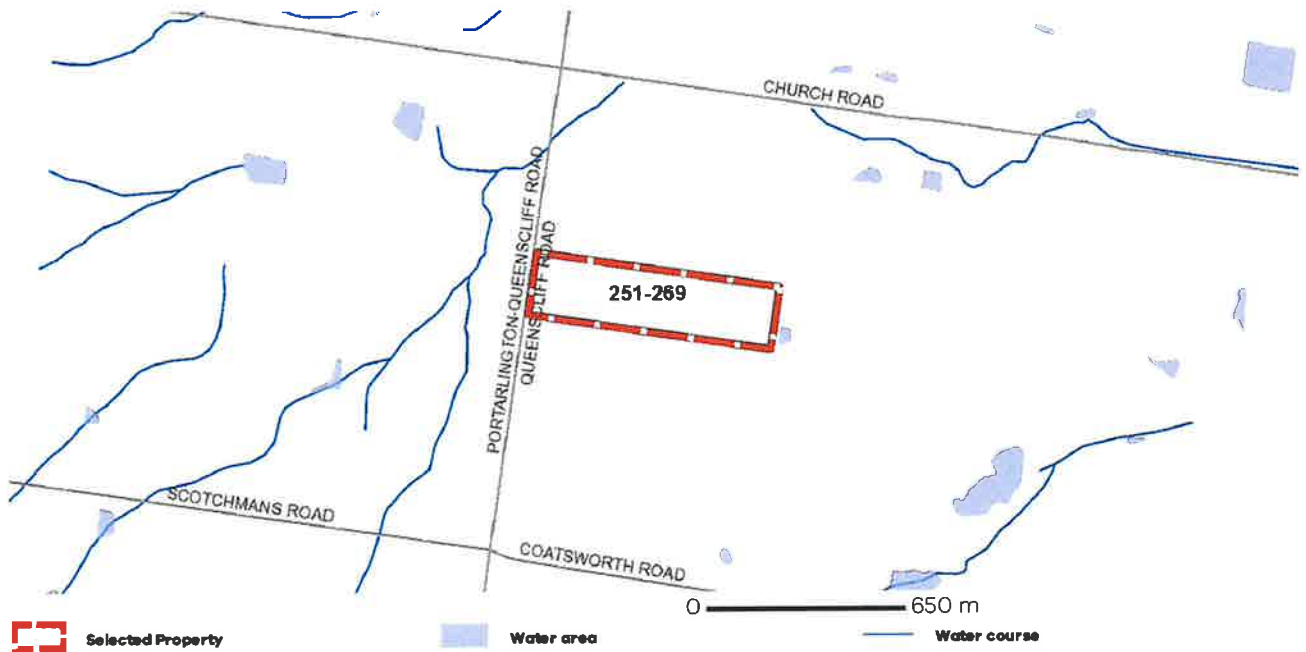 CHURCH ROAD
PORTARLINGTON-QUEENSCLIFF ROAD
QUEENSCLIFF ROAD
251-269
SCOTCHMANS ROAD
COATSWORTH ROAD
0 650 m
Selected Property
Water area
Water course